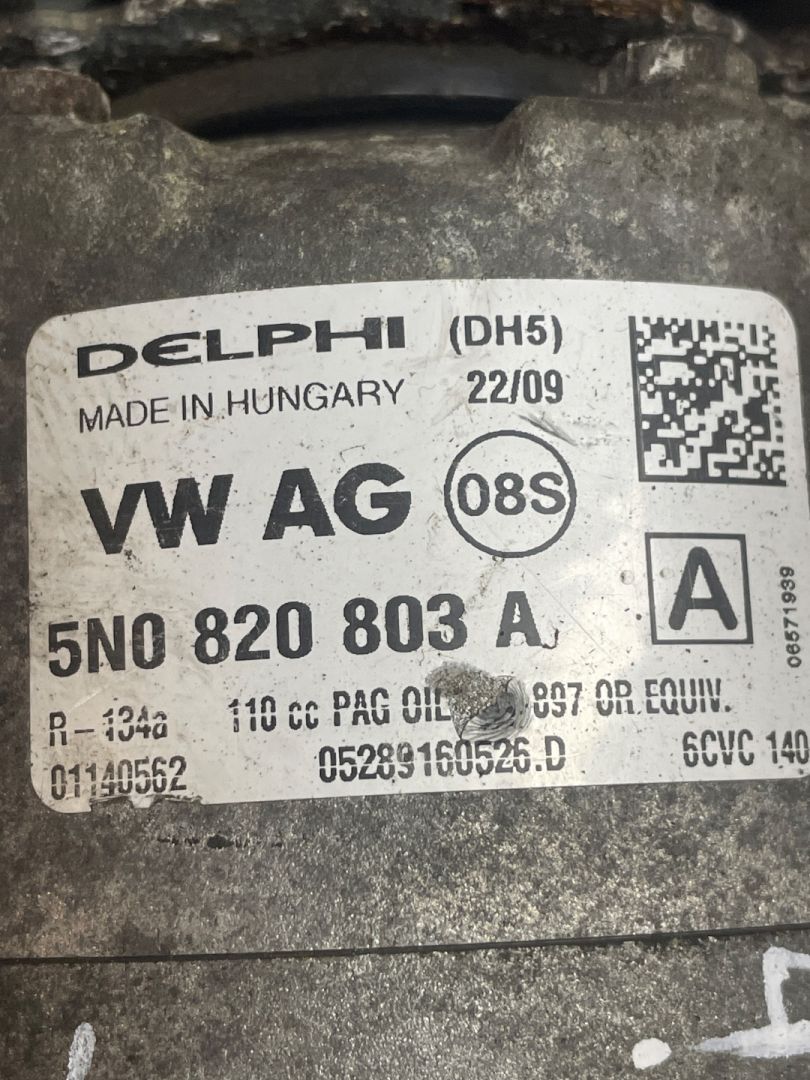 DELPHI (DH5)
MADE IN HUNGARY 22/09
VW AG 08S
5N0 820 803 A
A
06571939
R-134a 110 cc PAG OIL 897 OR EQUIV.
01140562 05289160526.D 6CVC 140